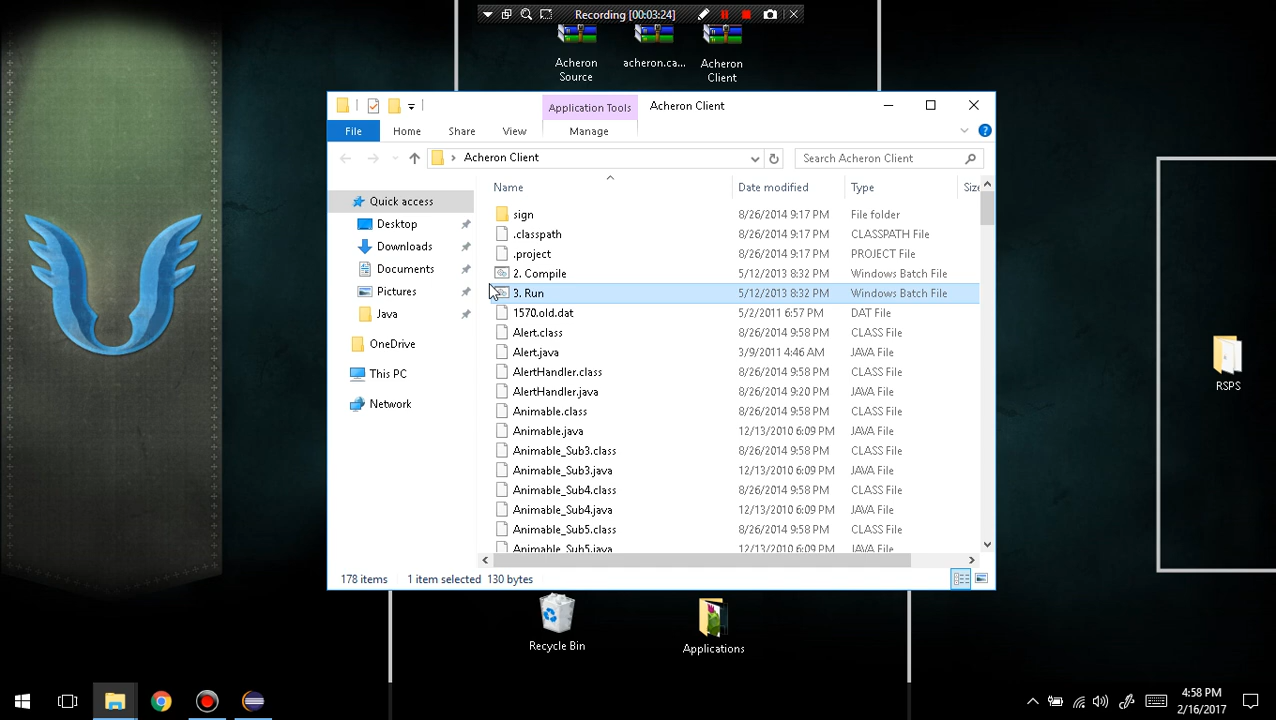 Recording [00:03:24]
Acheron Source
acheron.ca...
Acheron Client
Application Tools
Acheron Client
File
Home
Share
View
Manage
Acheron Client
Search Acheron Client
Name
Date modified
Type
Size
Quick access
Desktop
Downloads
Documents
Pictures
Java
OneDrive
This PC
Network
sign 8/26/2014 9:17 PM File folder
.classpath 8/26/2014 9:17 PM CLASSPATH File
.project 8/26/2014 9:17 PM PROJECT File
2. Compile 5/12/2013 8:32 PM Windows Batch File
3. Run 5/12/2013 8:32 PM Windows Batch File
1570.old.dat 5/2/2011 6:57 PM DAT File
Alert.class 8/26/2014 9:58 PM CLASS File
Alert.java 3/9/2011 4:46 AM JAVA File
AlertHandler.class 8/26/2014 9:58 PM CLASS File
AlertHandler.java 8/26/2014 9:20 PM JAVA File
Animable.class 8/26/2014 9:58 PM CLASS File
Animable.java 12/13/2010 6:09 PM JAVA File
Animable_Sub3.class 8/26/2014 9:58 PM CLASS File
Animable_Sub3.java 12/13/2010 6:09 PM JAVA File
Animable_Sub4.class 8/26/2014 9:58 PM CLASS File
Animable_Sub4.java 12/13/2010 6:09 PM JAVA File
Animable_Sub5.class 8/26/2014 9:58 PM CLASS File
Animable_Sub5.java 12/13/2010 6:09 PM JAVA File
178 items
1 item selected 130 bytes
RSPS
Recycle Bin
Applications
4:58 PM
2/16/2017